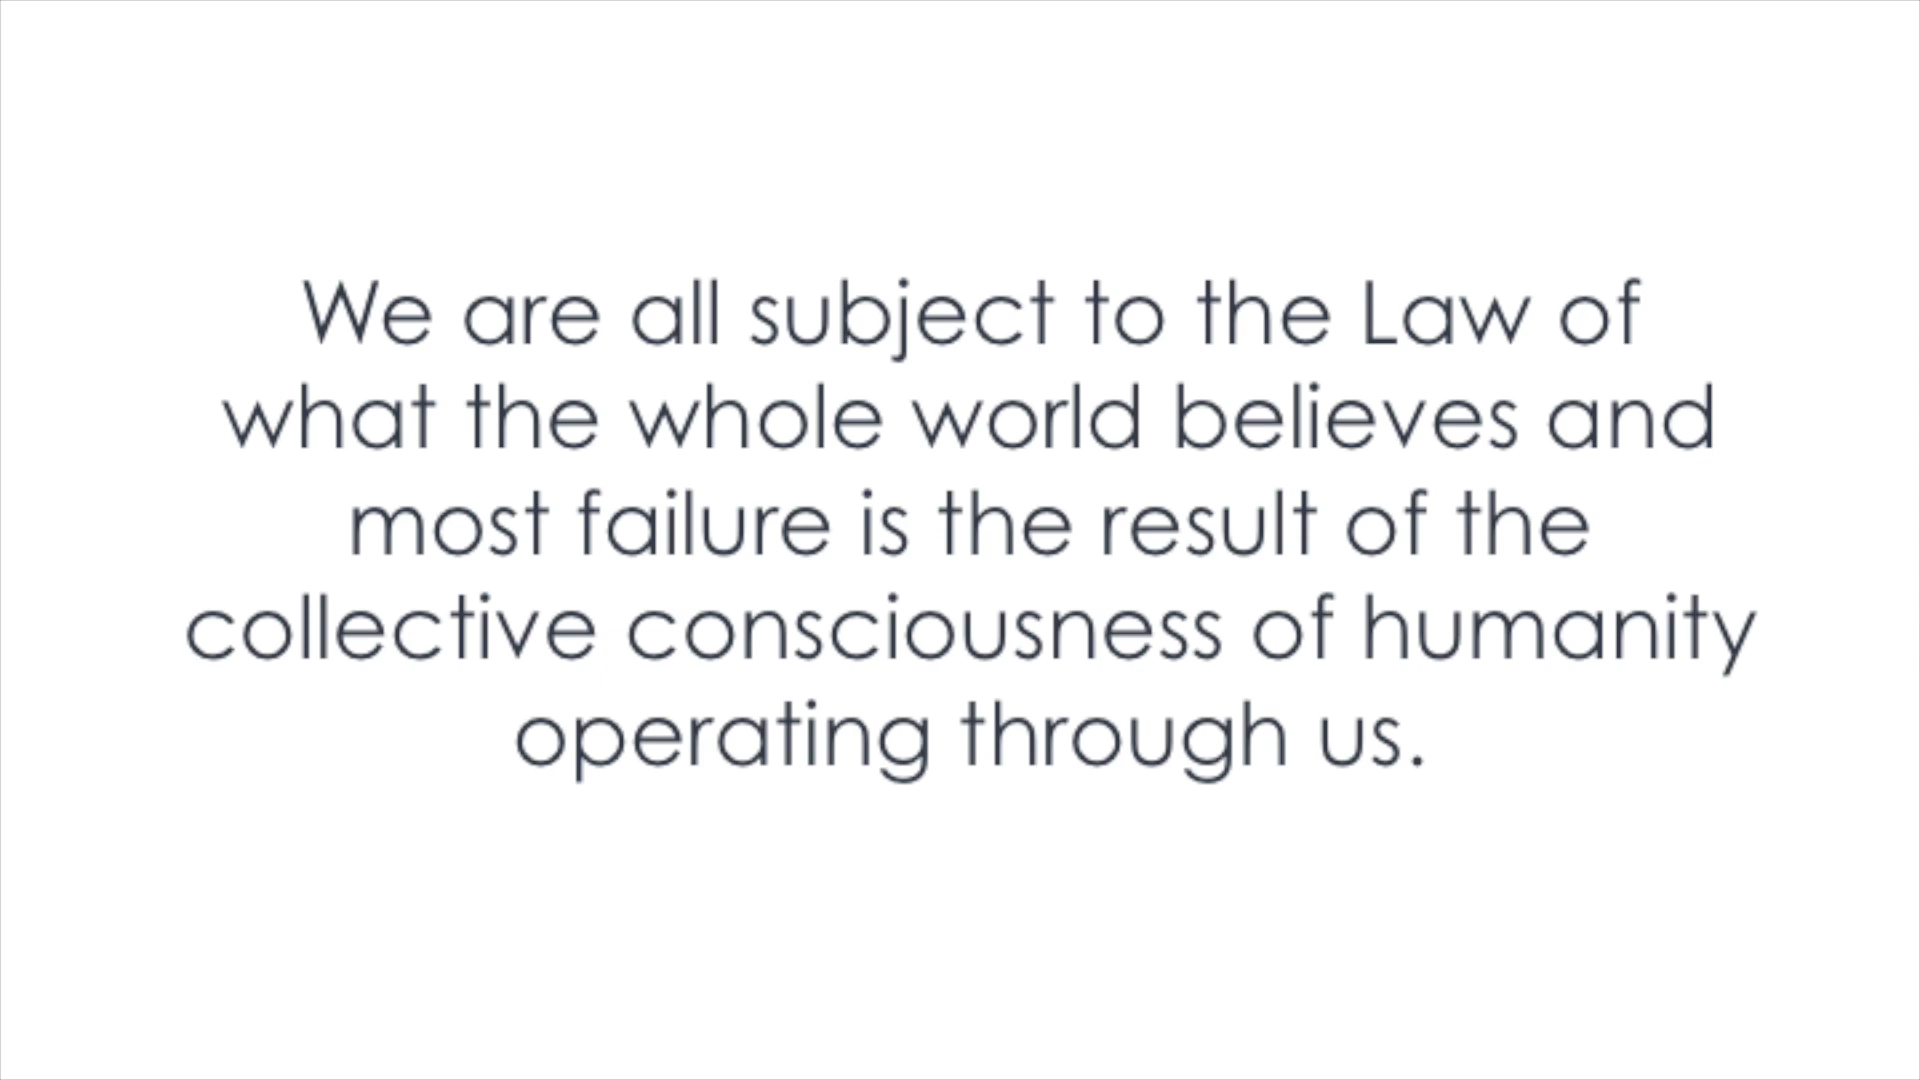 We are all subject to the Law of
what the whole world believes and
most failure is the result of the
collective consciousness of humanity
operating through us.